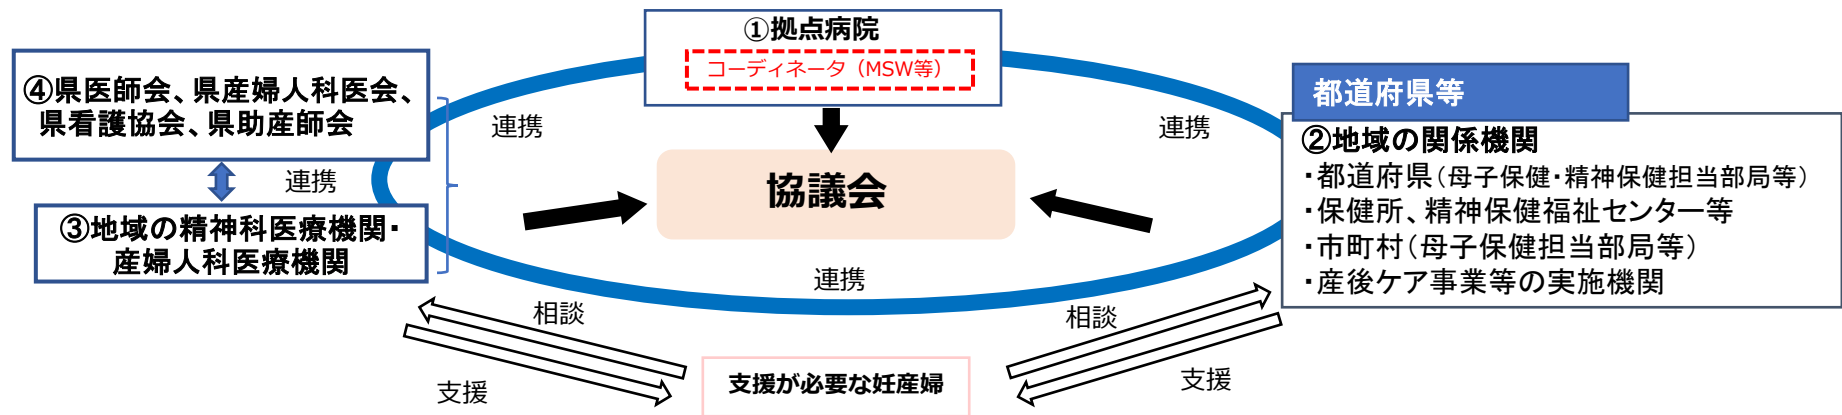 ①拠点病院
コーディネータ（MSW等）
④県医師会、県産婦人科医会、
県看護協会、県助産師会
連携
連携
都道府県等
②地域の関係機関
・都道府県（母子保健・精神保健担当部局等）
・保健所、精神保健福祉センター等
・市町村（母子保健担当部局等）
・産後ケア事業等の実施機関
協議会
連携
③地域の精神科医療機関・
産婦人科医療機関
連携
相談
支援
支援が必要な妊産婦
相談
支援